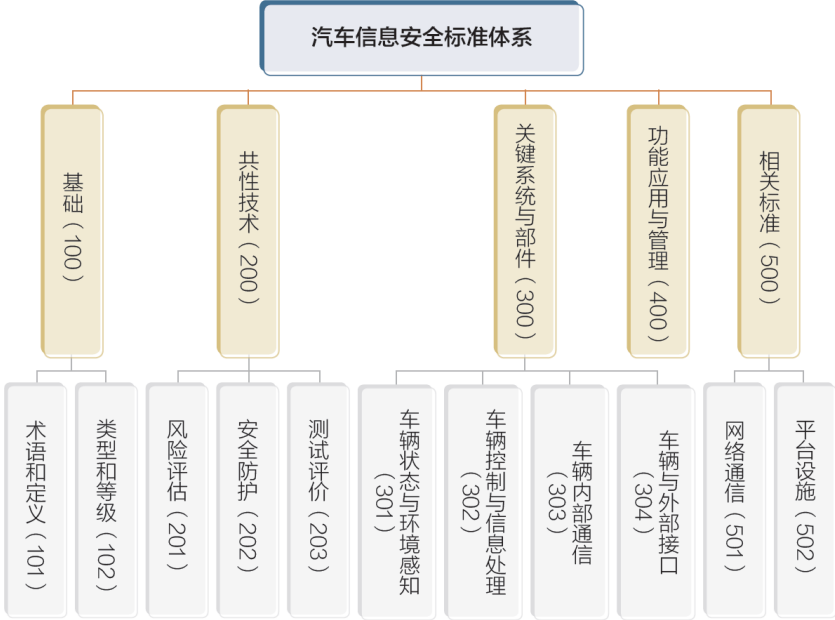 汽车信息安全标准体系
基础（100）
共性技术（200）
关键系统与部件（300）
功能应用与管理（400）
相关标准（500）
术语和定义（101）
类型和等级（102）
风险评估（201）
安全防护（202）
测试评价（203）
车辆状态与环境感知
（301）
车辆控制与信息处理
（302）
车辆内部通信
（303）
车辆与外部接口
（304）
网络通信（501）
平台设施（502）